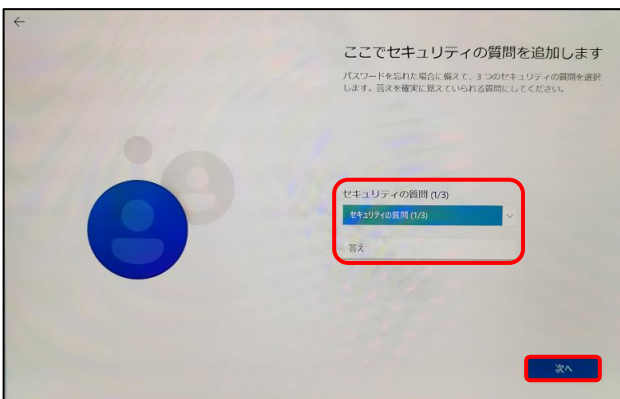 ←
ここでセキュリティの質問を追加します
パスワードを忘れた場合に備えて、3 つのセキュリティの質問を選択
します。答えを確実に覚えていられる質問にしてください。
セキュリティの質問 (1/3)
セキュリティの質問 (1/3)
答え
次へ